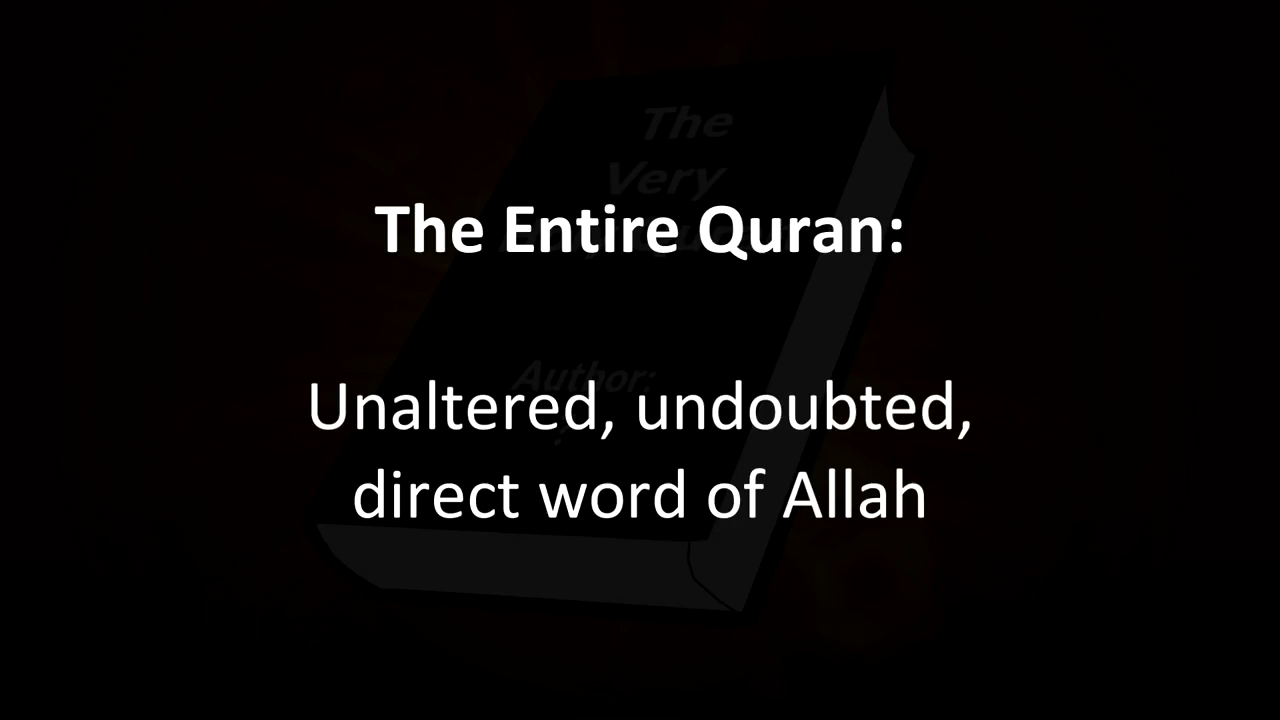 The
Very
The Entire Quran:
Author:
Unaltered, undoubted,
direct word of Allah